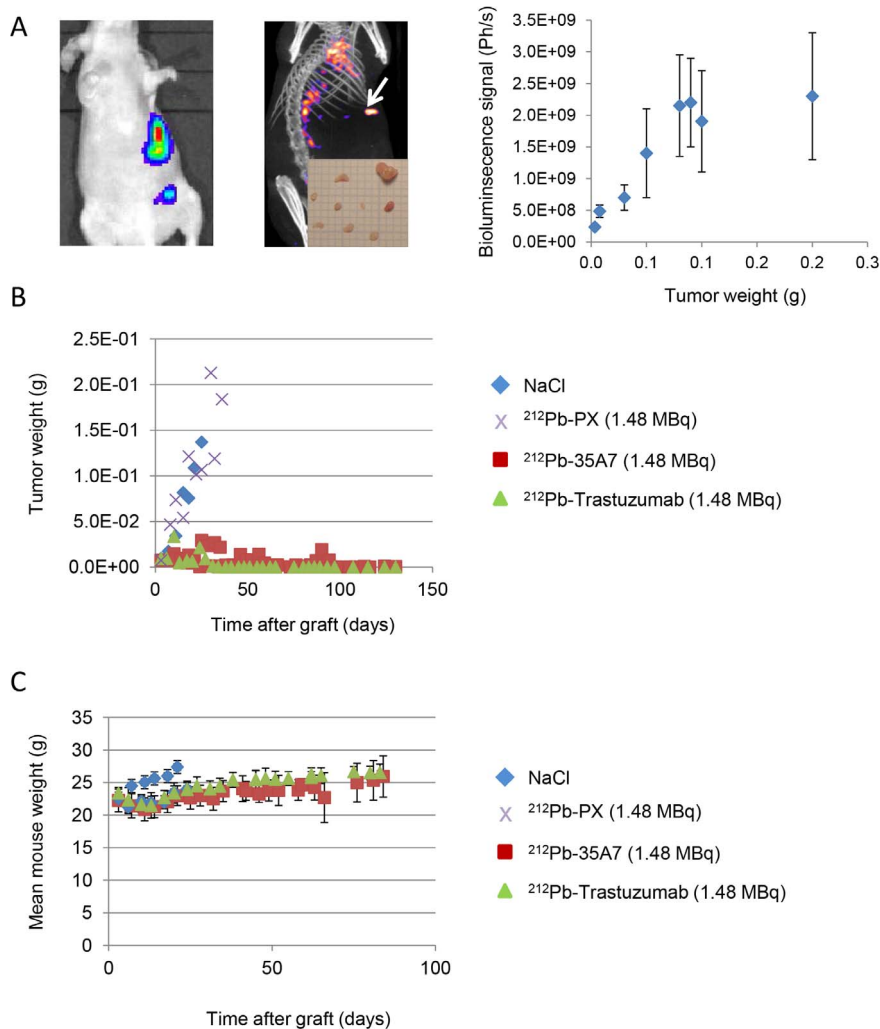 A
Bioluminsecence signal (Ph/s)
3.5E+09
3.0E+09
2.5E+09
2.0E+09
1.5E+09
1.0E+09
5.0E+08
0.0E+00
0.0 0.1 0.1 0.2 0.2 0.3
Tumor weight (g)
B
Tumor weight (g)
2.5E-01
2.0E-01
1.5E-01
1.0E-01
5.0E-02
0.0E+00
0 50 100 150
Time after graft (days)
NaCl
²¹²Pb-PX (1.48 MBq)
²¹²Pb-35A7 (1.48 MBq)
²¹²Pb-Trastuzumab (1.48 MBq)
C
Mean mouse weight (g)
35
30
25
20
15
10
5
0
0 50 100
Time after graft (days)
NaCl
²¹²Pb-PX (1.48 MBq)
²¹²Pb-35A7 (1.48 MBq)
²¹²Pb-Trastuzumab (1.48 MBq)